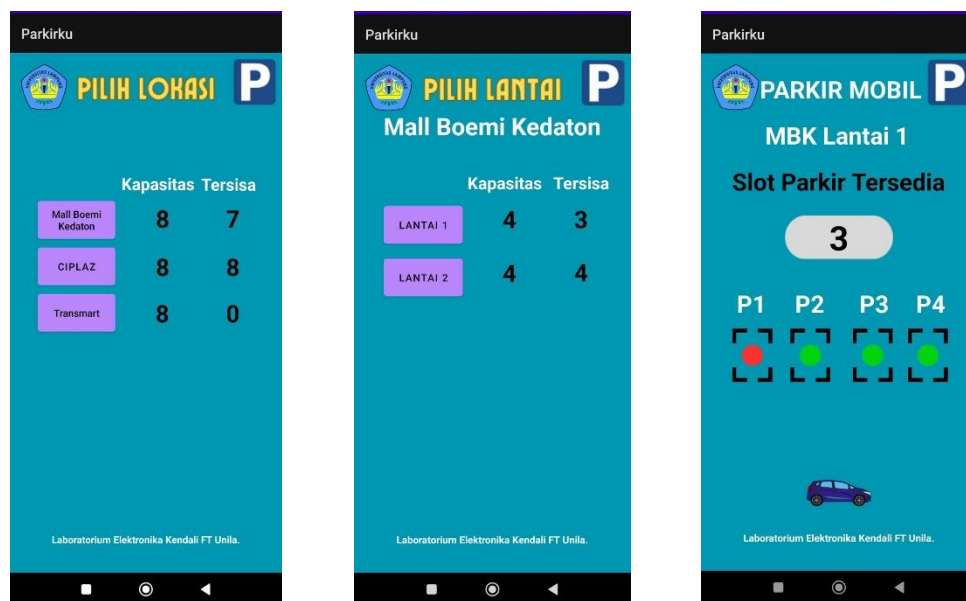 Parkirku
PILIH LOKASI P
Kapasitas Tersisa
Mall Boemi
Kedaton
8 7
CIPLAZ 8 8
Transmart 8 0
Laboratorium Elektronika Kendali FT Unila.
Parkirku
PILIH LANTAI P
Mall Boemi Kedaton
Kapasitas Tersisa
LANTAI 1 4 3
LANTAI 2 4 4
Laboratorium Elektronika Kendali FT Unila.
Parkirku
PARKIR MOBIL P
MBK Lantai 1
Slot Parkir Tersedia
3
P1 P2 P3 P4
Laboratorium Elektronika Kendali FT Unila.